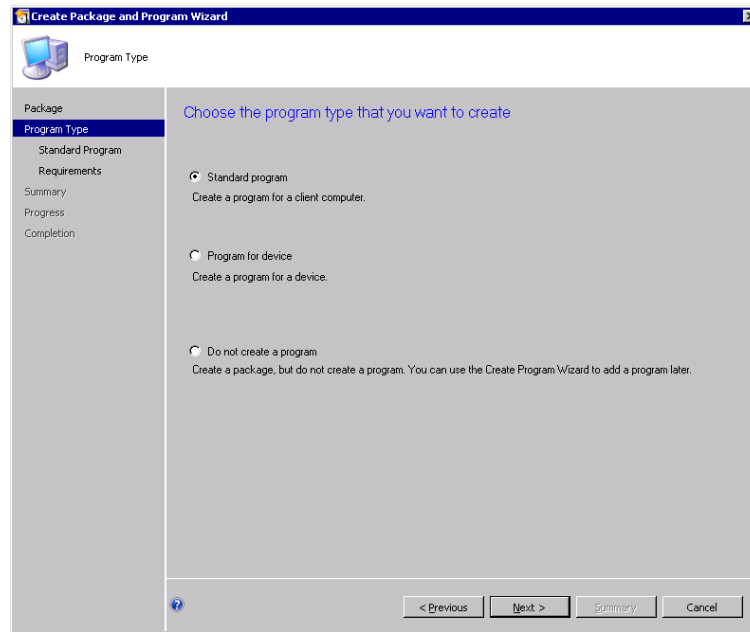 Create Package and Program Wizard
Program Type
Package
Program Type
Standard Program
Requirements
Summary
Progress
Completion
Choose the program type that you want to create
Standard program
Create a program for a client computer.
Program for device
Create a program for a device.
Do not create a program
Create a package, but do not create a program. You can use the Create Program Wizard to add a program later.
< Previous
Next >
Summary
Cancel